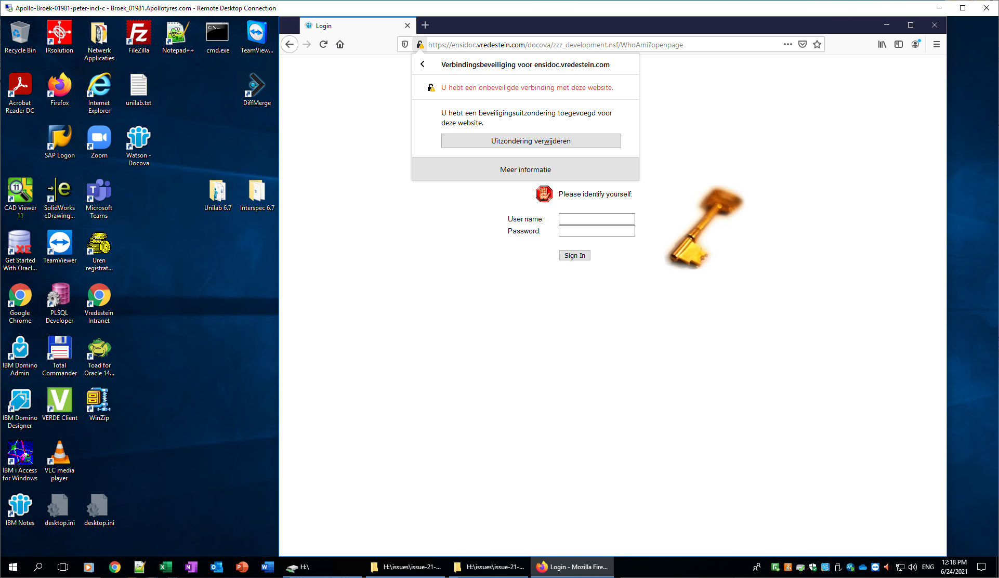 Apollo-Broek-01981-peter-incl-c - Broek_01981.Apollotyres.com - Remote Desktop Connection
Login
https://ensidoc.vredestein.com/docova/zzz_development.nsf/WhoAmi?openpage
Verbindingsbeveiliging voor ensidoc.vredestein.com
U hebt een onbeveiligde verbinding met deze website.
U hebt een beveiligingsuitzondering toegevoegd voor
deze website.
Uitzondering verwijderen
Meer informatie
Please identify yourself:
User name:
Password:
Sign In
Recycle Bin
IRsolution
Netwerk
Applicaties
FileZilla
Notepad++
C:\_
cmd.exe
TeamView...
Acrobat
Reader DC
Firefox
Internet
Explorer
unilab.txt
DiffMerge
SAP Logon
Zoom
Watson -
Docova
11
CAD Viewer
11
SolidWorks
eDrawing...
Microsoft
Teams
Unilab 6.7
Interspec 6.7
XE
Get Started
With Oracl...
TeamViewer
Uren
registrat...
Google
Chrome
PLSQL
Developer
Vredestein
Intranet
IBM Domino
Admin
Total
Commander
Toad for
Oracle 14...
IBM Domino
Designer
VERDE Client
WinZip
IBM i Access
for Windows
VLC media
player
IBM Notes
desktop.ini
desktop.ini
H:\
H:\issues\issue-21-...
H:\issues\issue-21-...
Login - Mozilla Fire...
ENG
12:18 PM
6/24/2021